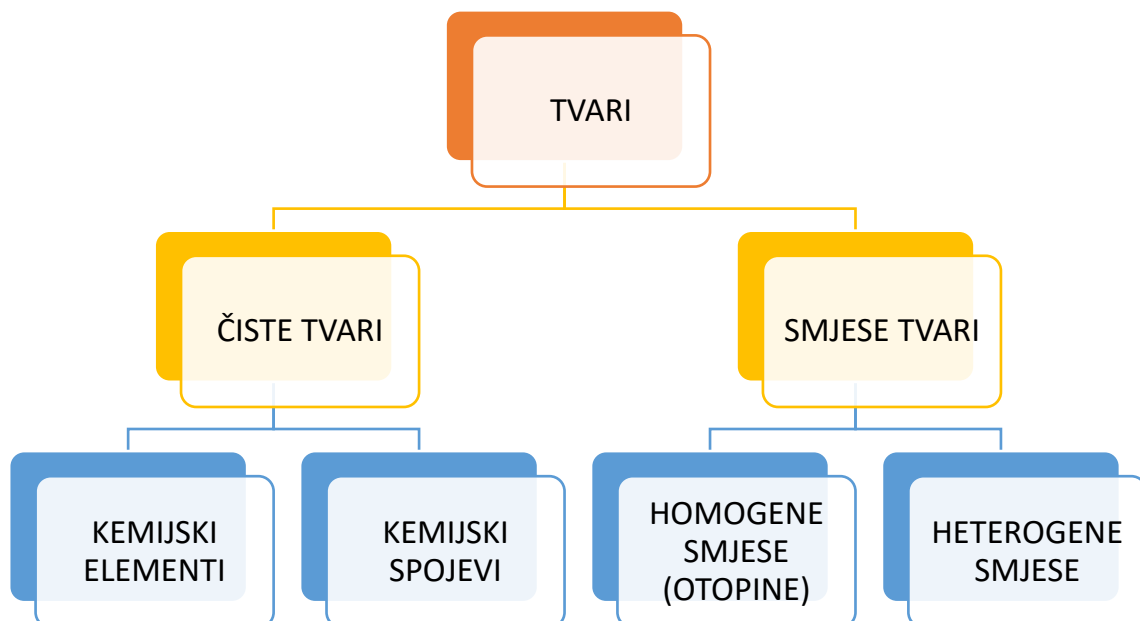 TVARI
ČISTE TVARI
SMJESE TVARI
KEMIJSKI
ELEMENTI
KEMIJSKI
SPOJEVI
HOMOGENE
SMJESE
(OTOPINE)
HETEROGENE
SMJESE